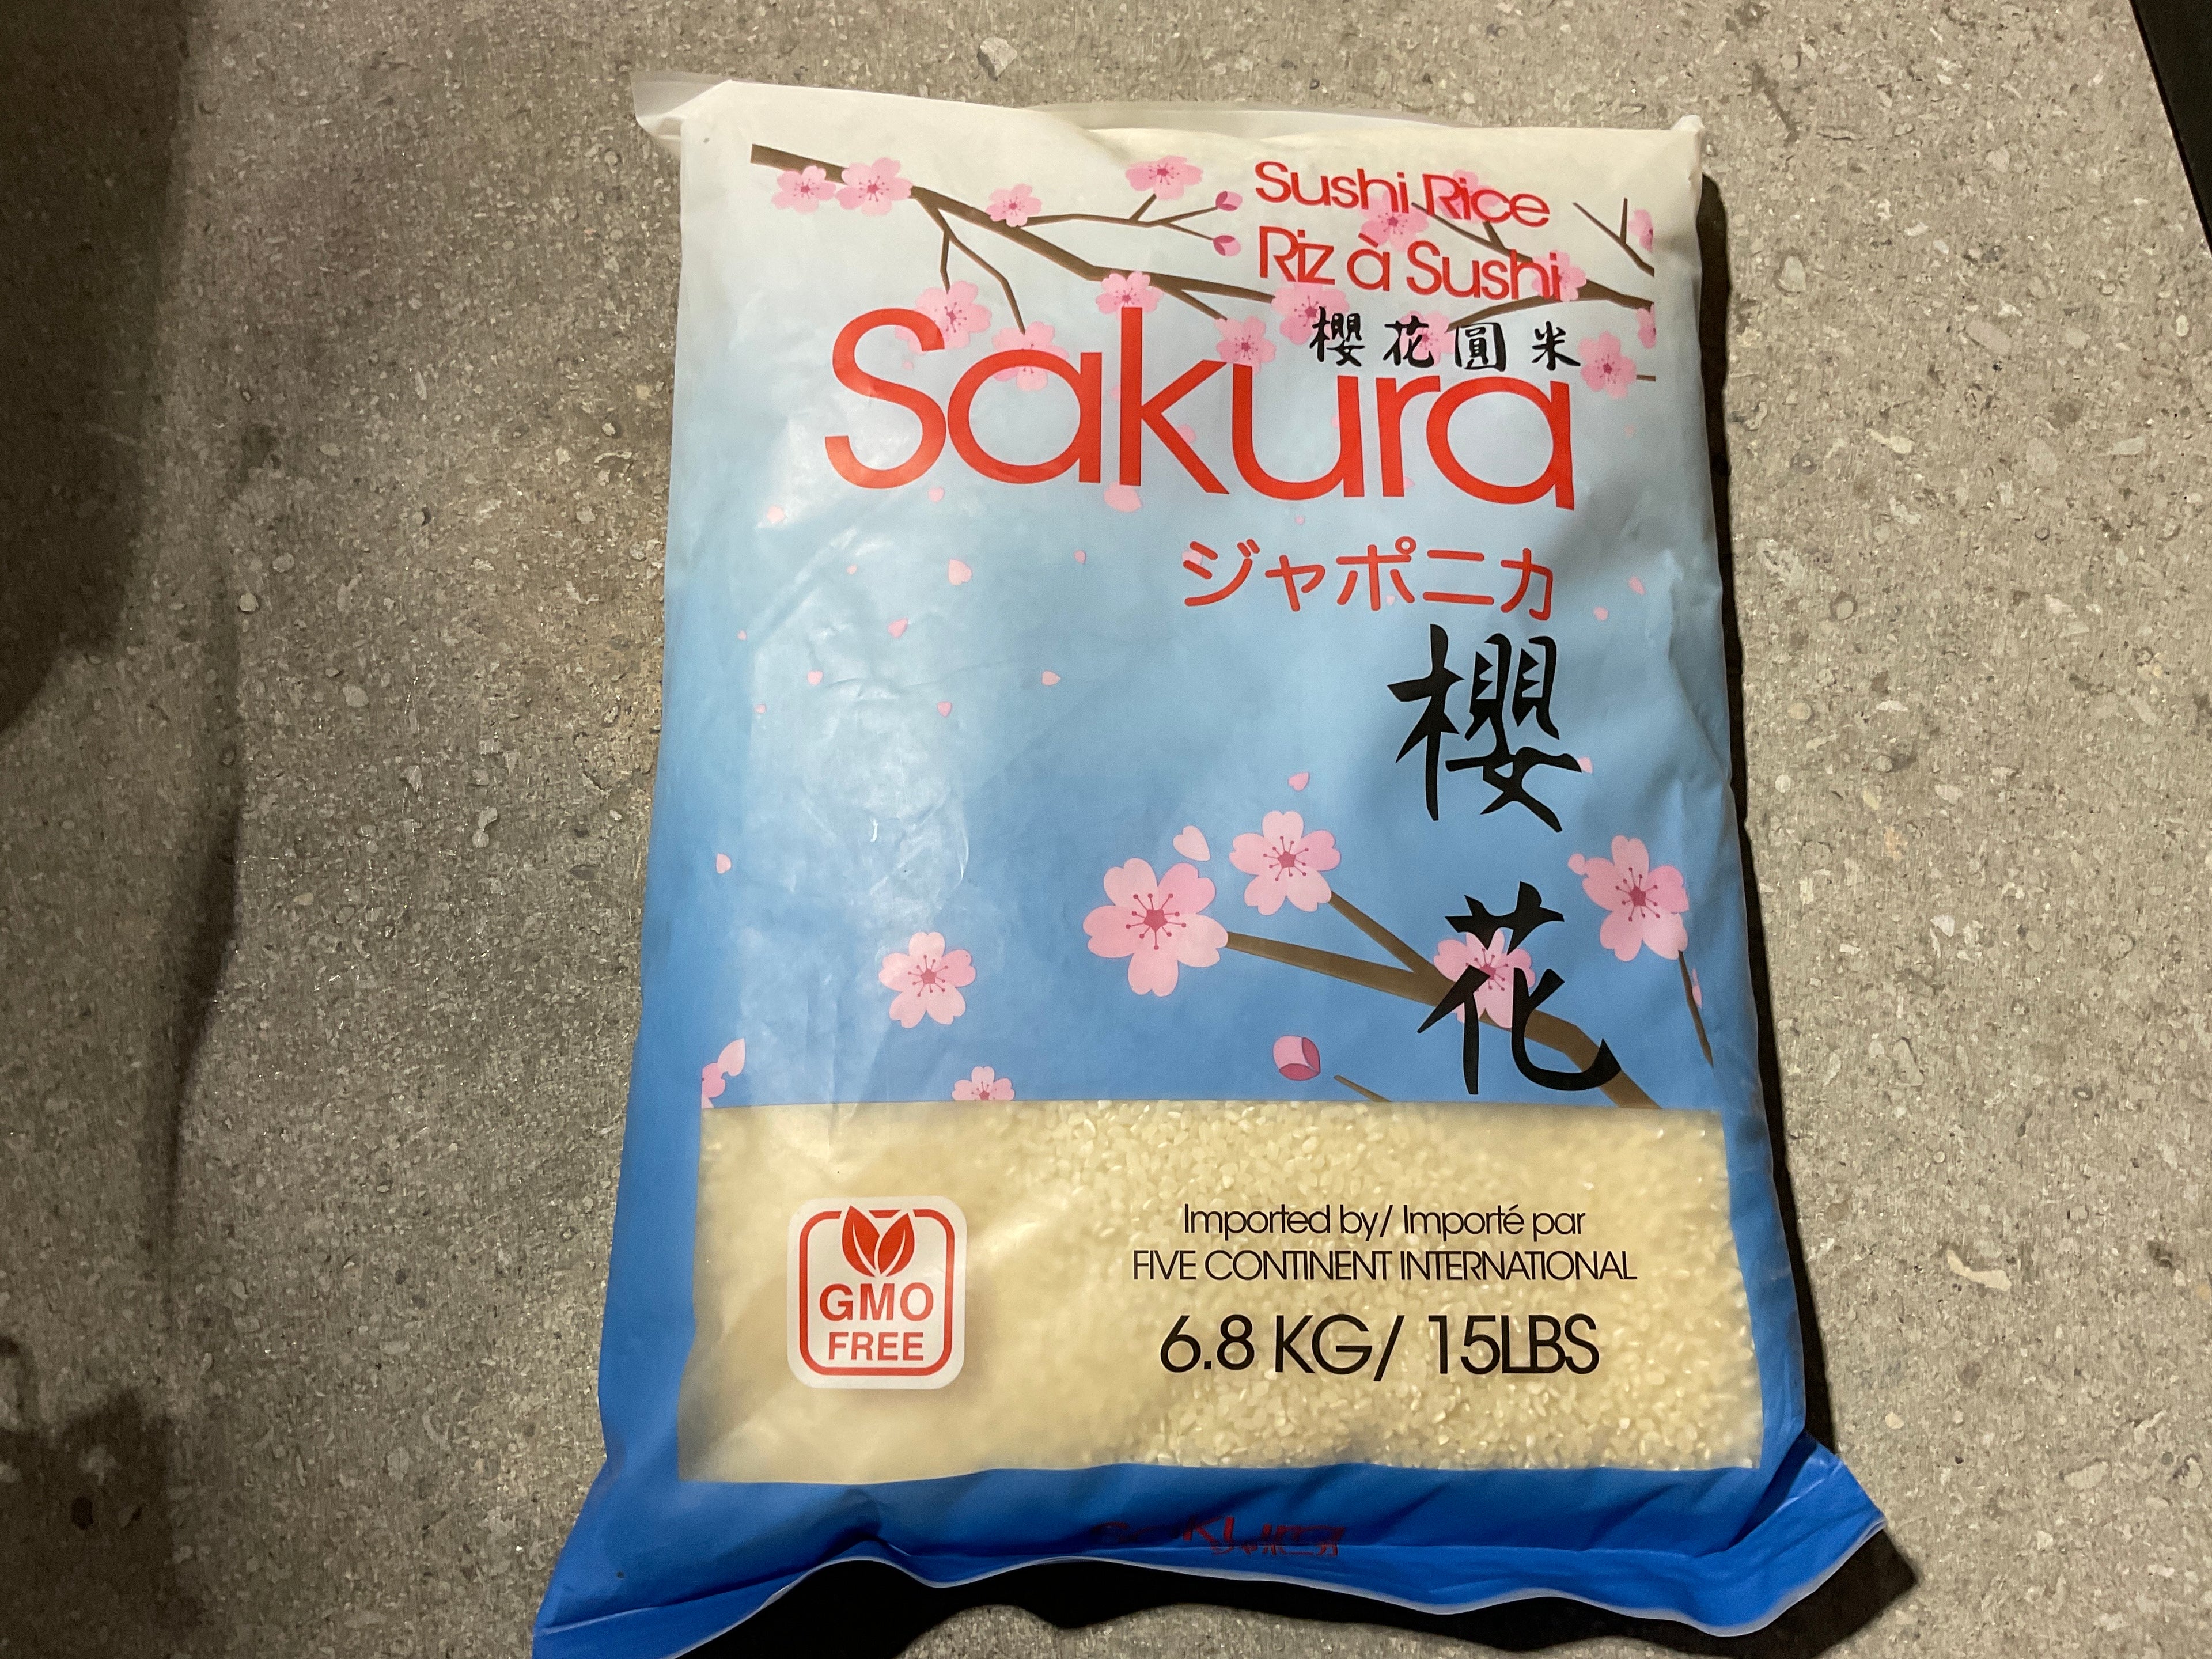 Sushi Rice
Riz à Sushi
櫻花圓米
Sakura
ジャポニカ
櫻
花
GMO
FREE
Imported by/ Importé par
FIVE CONTINENT INTERNATIONAL
6.8 KG/ 15LBS